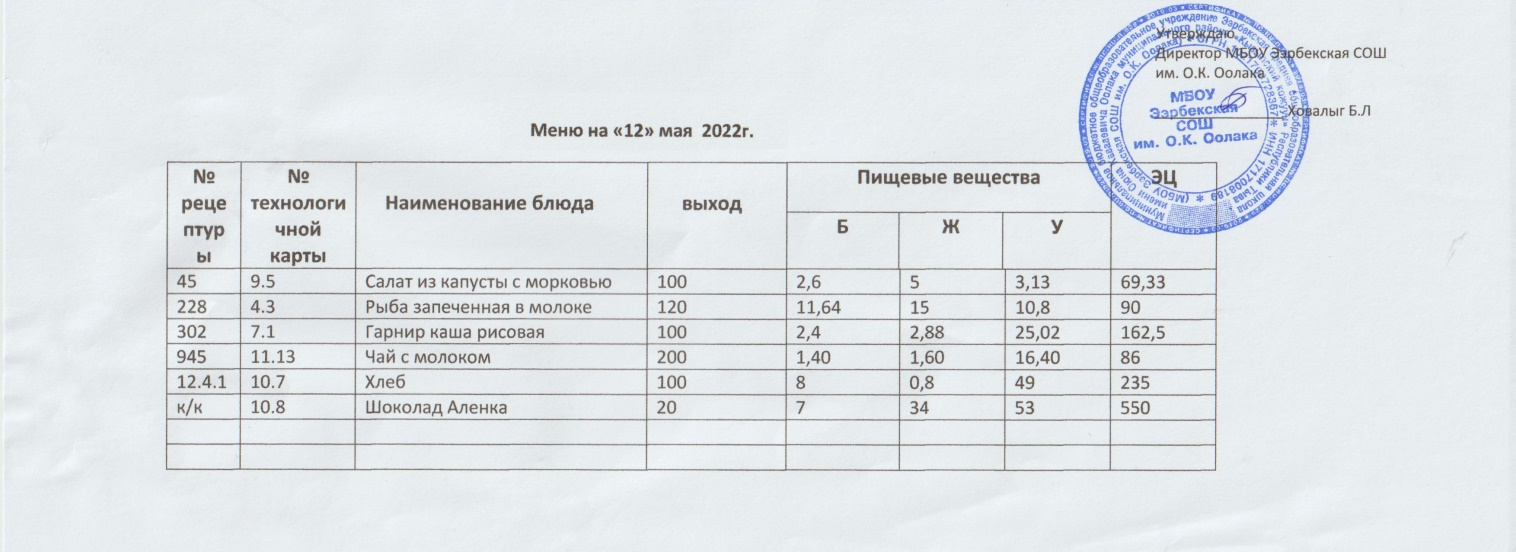 Утверждаю
Директор МБОУ Ээрбекская СОШ
им. О.К. Оолака
Ховалыг Б.Л
МБОУ
Ээрбекская
СОШ
им. О.К. Оолака
Меню на «12» мая 2022г.
№ реце птур ы | № технологи чной карты | Наименование блюда | выход | Пищевые вещества | ЭЦ
Б | Ж | У
45 | 9.5 | Салат из капусты с морковью | 100 | 2,6 | 5 | 3,13 | 69,33
228 | 4.3 | Рыба запеченная в молоке | 120 | 11,64 | 15 | 10,8 | 90
302 | 7.1 | Гарнир каша рисовая | 100 | 2,4 | 2,88 | 25,02 | 162,5
945 | 11.13 | Чай с молоком | 200 | 1,40 | 1,60 | 16,40 | 86
12.4.1 | 10.7 | Хлеб | 100 | 8 | 0,8 | 49 | 235
к/к | 10.8 | Шоколад Аленка | 20 | 7 | 34 | 53 | 550